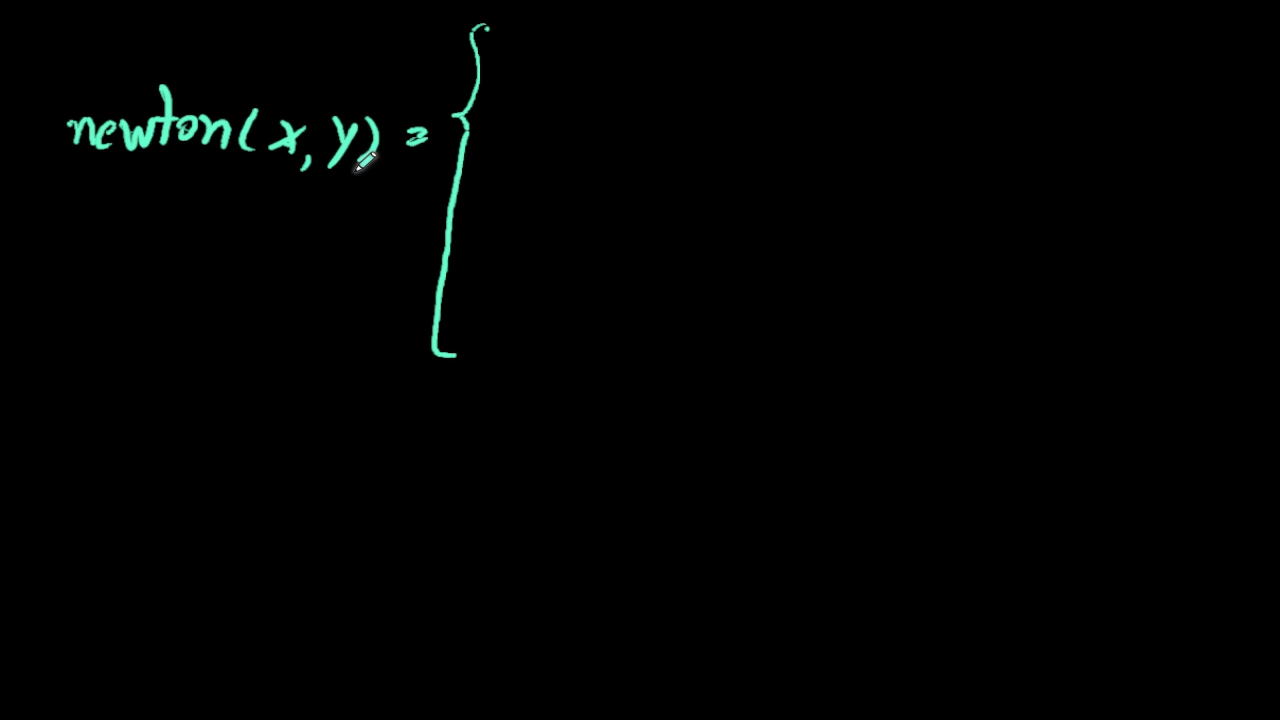 newton(x, y) = {